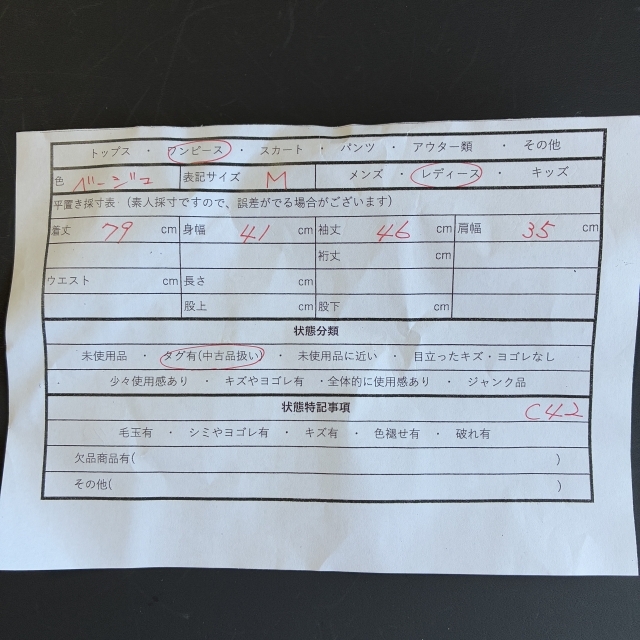 トップス ・ ワンピース ・ スカート ・ パンツ ・ アウター類 ・ その他
色 ベージュ 表記サイズ M メンズ ・ レディース ・ キッズ
平置き採寸表 (素人採寸ですので、誤差がでる場合がございます)
着丈 79 cm 身幅 41 cm 袖丈 46 cm 肩幅 35 cm
裄丈 cm
ウエスト cm 長さ cm
股上 cm 股下 cm
状態分類
未使用品 ・ タグ有(中古品扱い) ・ 未使用品に近い ・ 目立ったキズ・ヨゴレなし
少々使用感あり ・ キズやヨゴレ有 ・全体的に使用感あり ・ ジャンク品
状態特記事項 C42
毛玉有 ・ シミやヨゴレ有 ・ キズ有 ・ 色褪せ有 ・ 破れ有
欠品商品有( )
その他( )